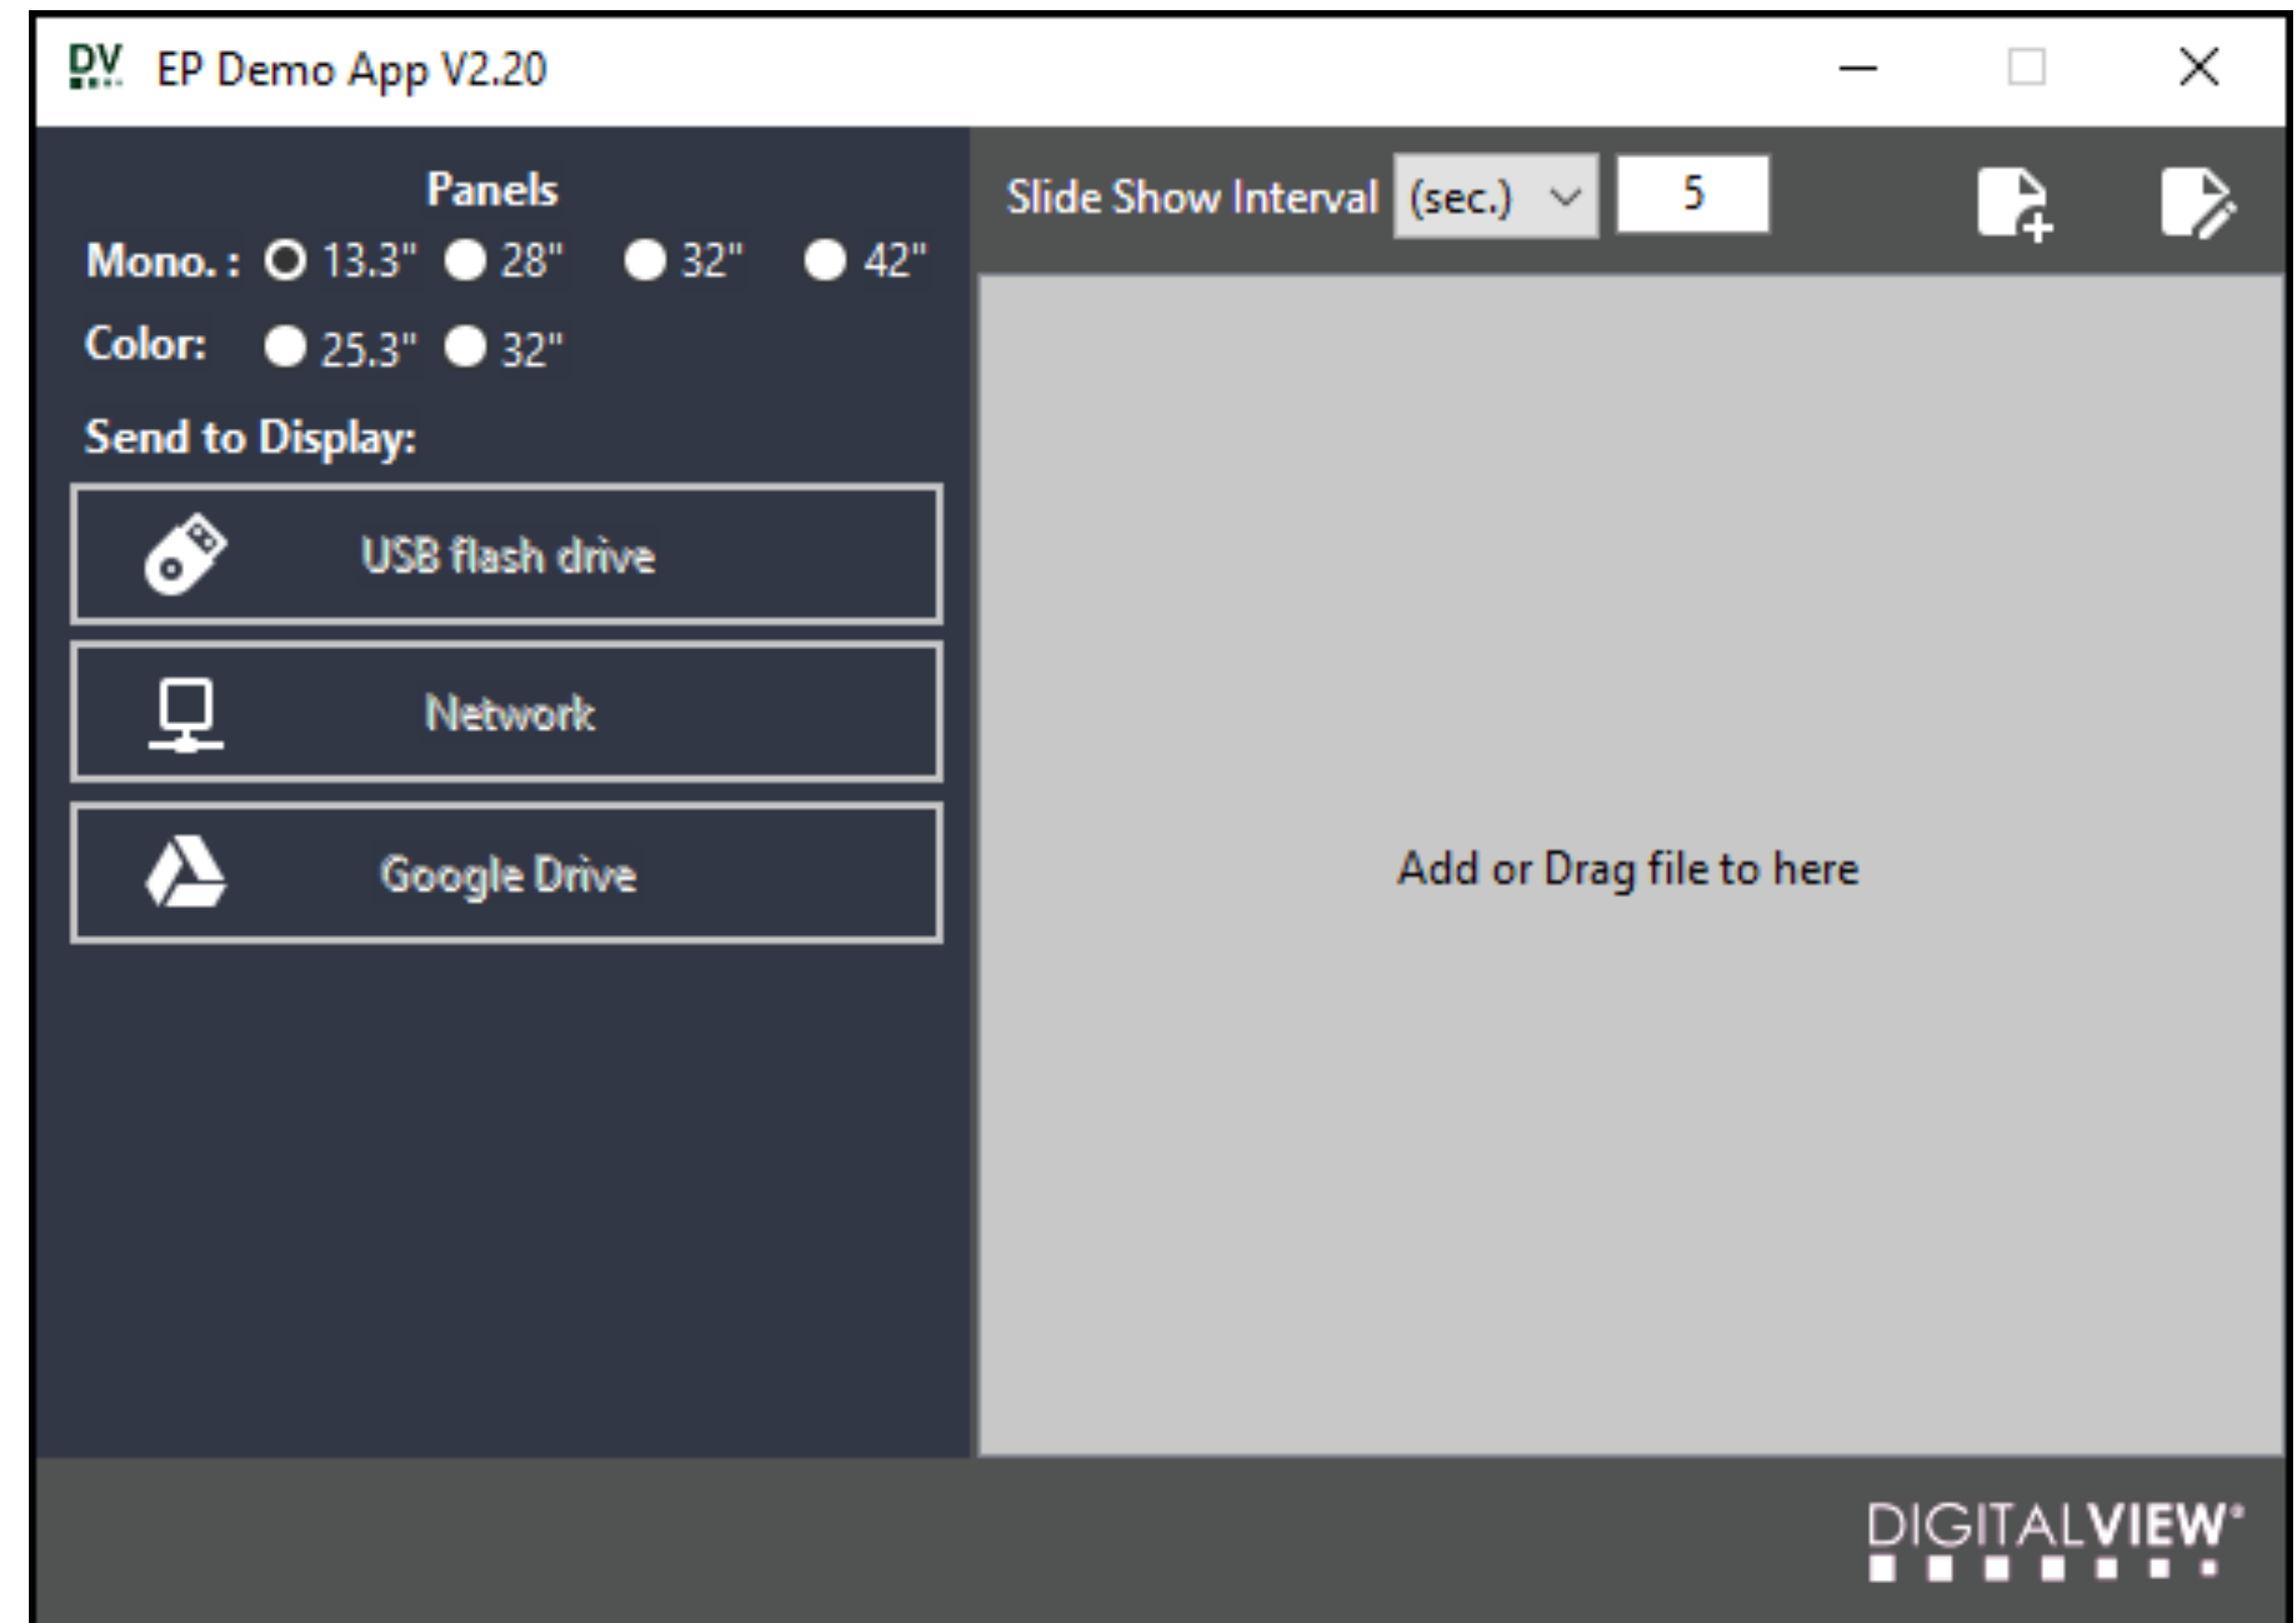 DV EP Demo App V2.20
Panels
Mono. : 13.3" 28" 32" 42"
Color: 25.3" 32"
Send to Display:
USB flash drive
Network
Google Drive
Slide Show Interval (sec.) 5
Add or Drag file to here
DIGITALVIEW®